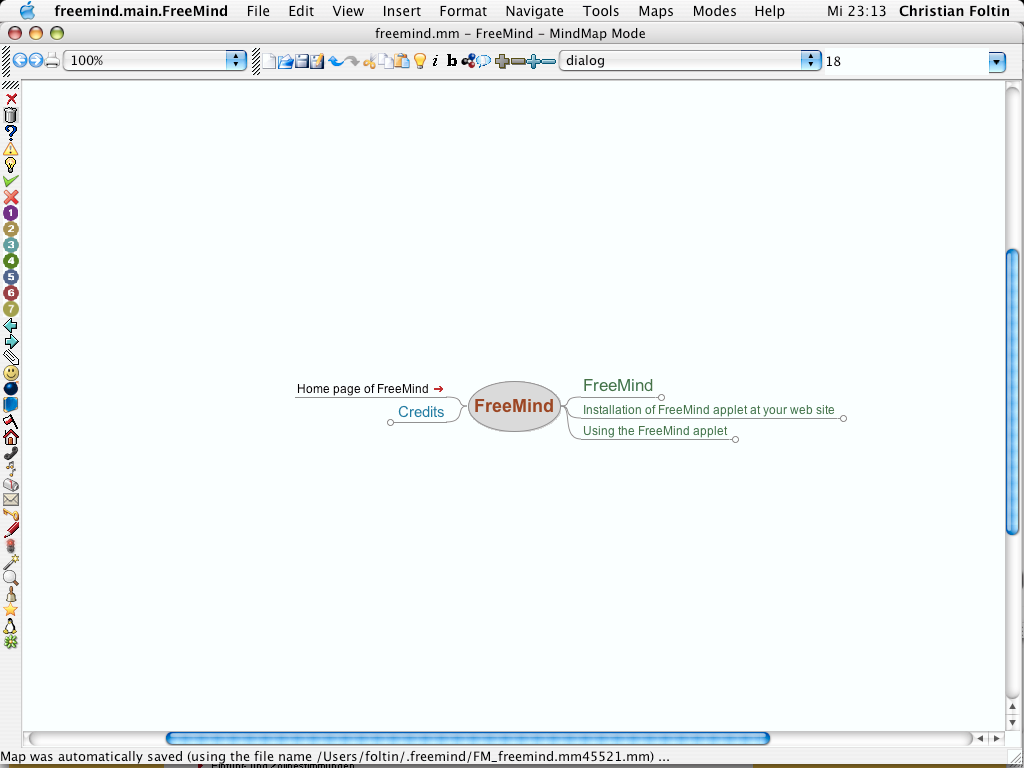 freemind.main.FreeMind File Edit View Insert Format Navigate Tools Maps Modes Help Mi 23:13 Christian Foltin
freemind.mm – FreeMind – MindMap Mode
100% i b dialog 18
?
1
2
3
4
5
6
7
Home page of FreeMind
Credits
FreeMind
FreeMind
Installation of FreeMind applet at your web site
Using the FreeMind applet
Map was automatically saved (using the file name /Users/foltin/.freemind/FM_freemind.mm45521.mm) ...